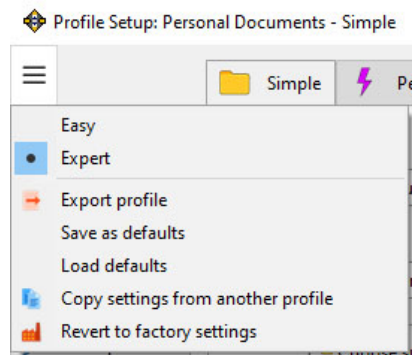 Profile Setup: Personal Documents - Simple
Simple
Easy
Expert
Export profile
Save as defaults
Load defaults
Copy settings from another profile
Revert to factory settings